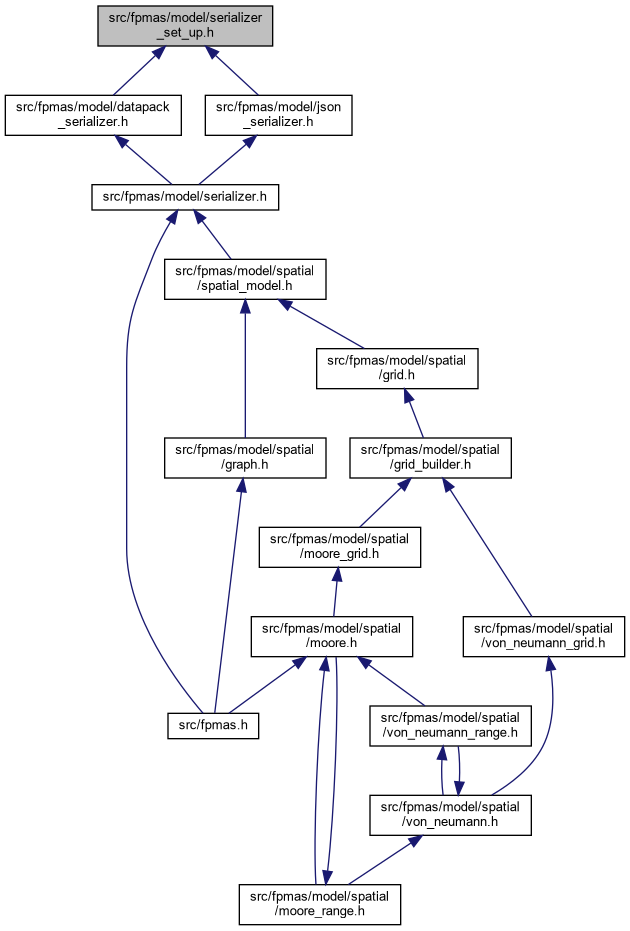 src/fpmas/model/serializer
_set_up.h
src/fpmas/model/datapack
_serializer.h
src/fpmas/model/json
_serializer.h
src/fpmas/model/serializer.h
src/fpmas/model/spatial
/spatial_model.h
src/fpmas/model/spatial
/grid.h
src/fpmas/model/spatial
/graph.h
src/fpmas/model/spatial
/grid_builder.h
src/fpmas/model/spatial
/moore_grid.h
src/fpmas/model/spatial
/moore.h
src/fpmas/model/spatial
/von_neumann_grid.h
src/fpmas.h
src/fpmas/model/spatial
/von_neumann_range.h
src/fpmas/model/spatial
/von_neumann.h
src/fpmas/model/spatial
/moore_range.h